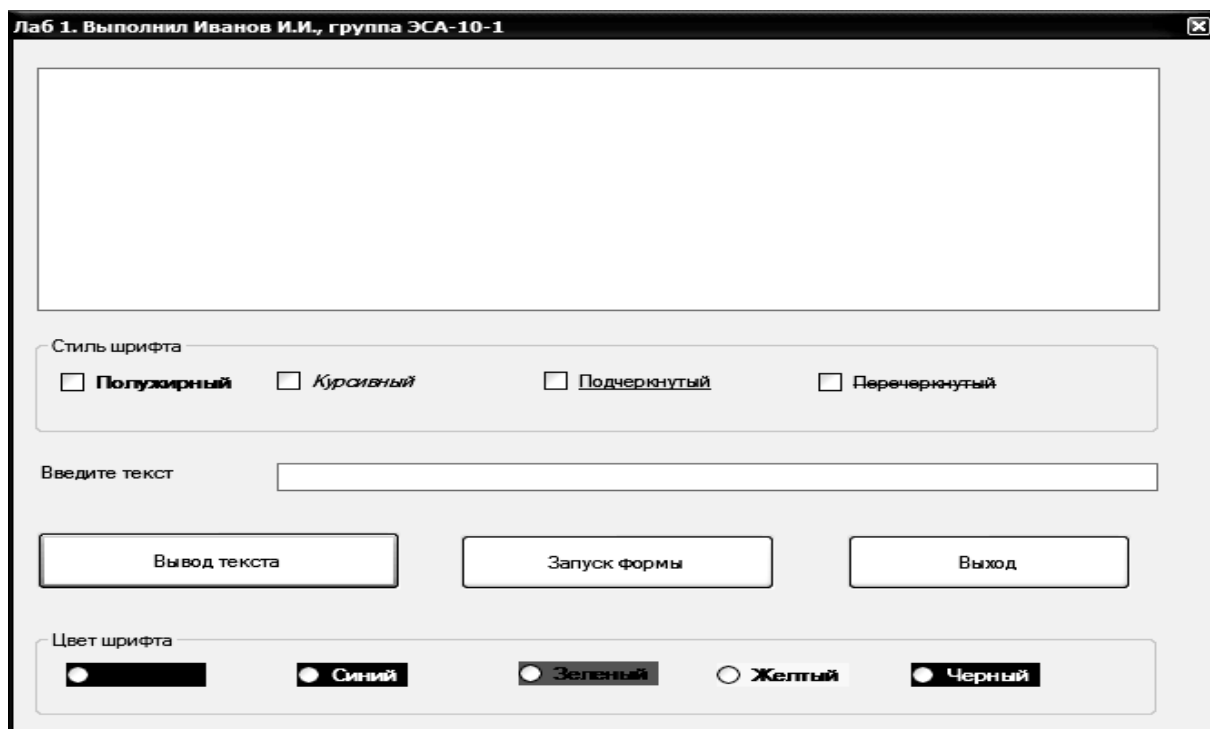 Лаб 1. Выполнил Иванов И.И., группа ЭСА-10-1
Стиль шрифта
Полужирный Курсивный Подчеркнутый Перечеркнутый
Введите текст
Вывод текста Запуск формы Выход
Цвет шрифта
Синий Зеленый Желтый Черный